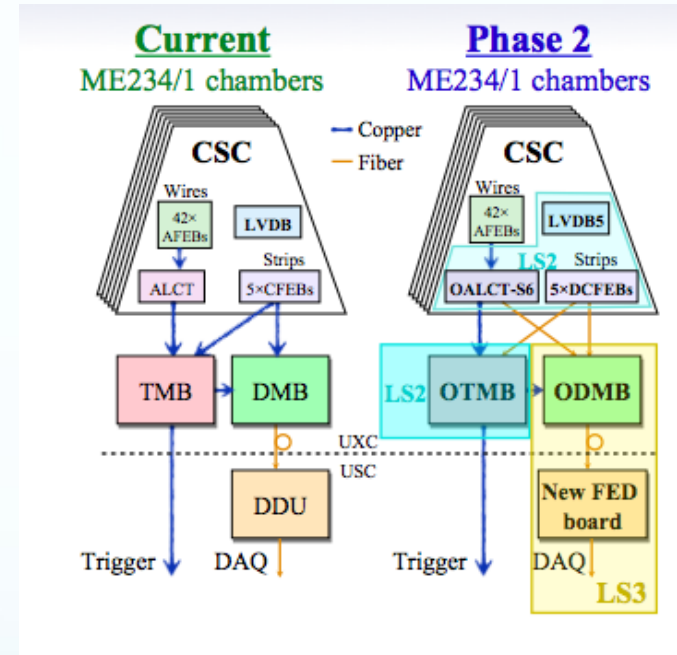 Current
ME234/1 chambers
CSC
Wires
42×
AFEBs
LVDB
Strips
ALCT
5×CFEBs
TMB
DMB
DDU
Trigger
DAQ
Copper
Fiber
UXC
USC
Phase 2
ME234/1 chambers
CSC
Wires
42×
AFEBs
LVDB5
LS2
Strips
OALCT-S6
5×DCFEBs
LS2
OTMB
ODMB
New FED
board
Trigger
DAQ
LS3